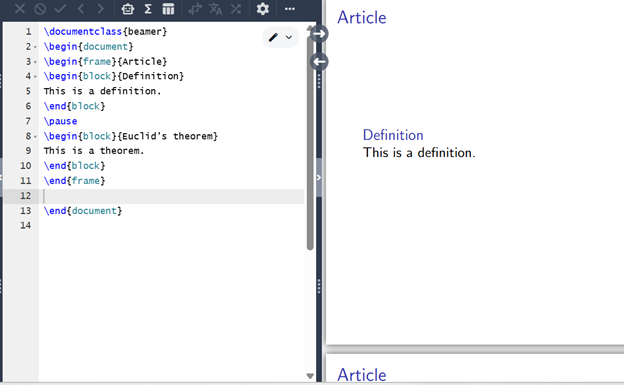 1 \documentclass{beamer}
2 \begin{document}
3 \begin{frame}{Article}
4 \begin{block}{Definition}
5 This is a definition.
6 \end{block}
7 \pause
8 \begin{block}{Euclid's theorem}
9 This is a theorem.
10 \end{block}
11 \end{frame}
12
13 \end{document}
14
Article
Definition
This is a definition.
Article